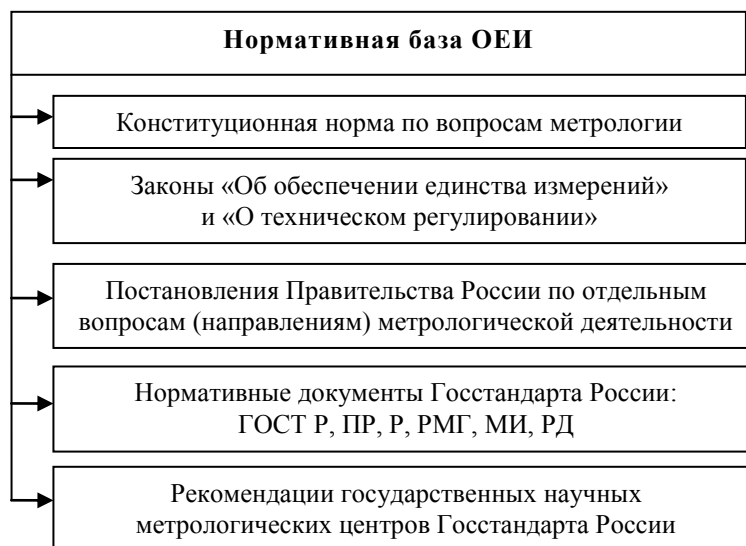 Нормативная база ОЕИ
Конституционная норма по вопросам метрологии
Законы «Об обеспечении единства измерений»
и «О техническом регулировании»
Постановления Правительства России по отдельным
вопросам (направлениям) метрологической деятельности
Нормативные документы Госстандарта России:
ГОСТ Р, ПР, Р, РМГ, МИ, РД
Рекомендации государственных научных
метрологических центров Госстандарта России